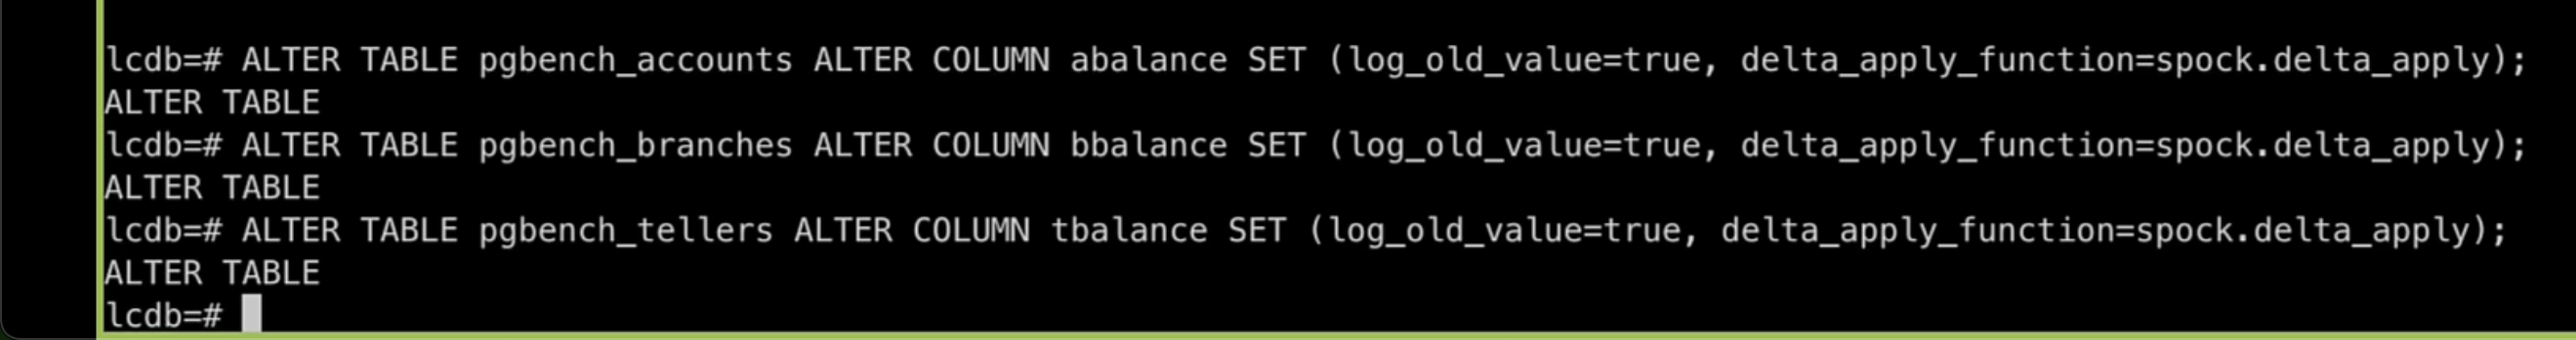 lcdb=# ALTER TABLE pgbench_accounts ALTER COLUMN abalance SET (log_old_value=true, delta_apply_function=spock.delta_apply);
ALTER TABLE
lcdb=# ALTER TABLE pgbench_branches ALTER COLUMN bbalance SET (log_old_value=true, delta_apply_function=spock.delta_apply);
ALTER TABLE
lcdb=# ALTER TABLE pgbench_tellers ALTER COLUMN tbalance SET (log_old_value=true, delta_apply_function=spock.delta_apply);
ALTER TABLE
lcdb=#